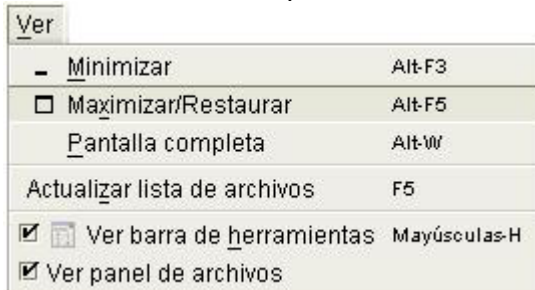 Ver
Minimizar Alt-F3
Maximizar/Restaurar Alt-F5
Pantalla completa Alt-W
Actualizar lista de archivos F5
Ver barra de herramientas Mayúsculas-H
Ver panel de archivos